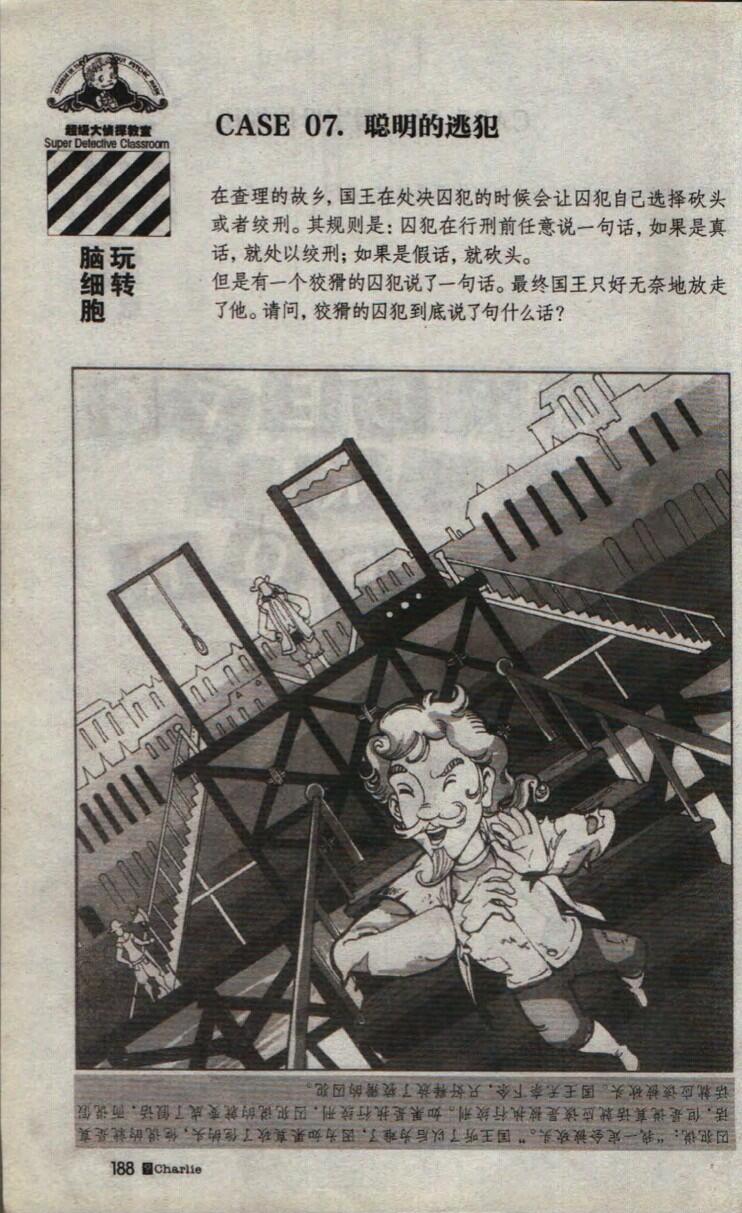 超级大侦探教室
Super Detective Classroom
玩转
脑细胞
CASE 07. 聪明的逃犯
在查理的故乡，国王在处决囚犯的时候会让囚犯自己选择砍头
或者绞刑。其规则是：囚犯在行刑前任意说一句话，如果是真
话，就处以绞刑；如果是假话，就砍头。
但是有一个狡猾的囚犯说了一句话。最终国王只好无奈地放走
了他。请问，狡猾的囚犯到底说了句什么话？
囚犯说：“我一定会被砍头。”国王听了以后为难了，因为如果真砍了他的头，他说的就是真
话，但是说真话就应该是被执行绞刑。如果是执行绞刑，囚犯说的就变成了假话，而说假
话就应该被砍头。国王无奈下令，只好释放了狡猾的囚犯。
188 Charlie